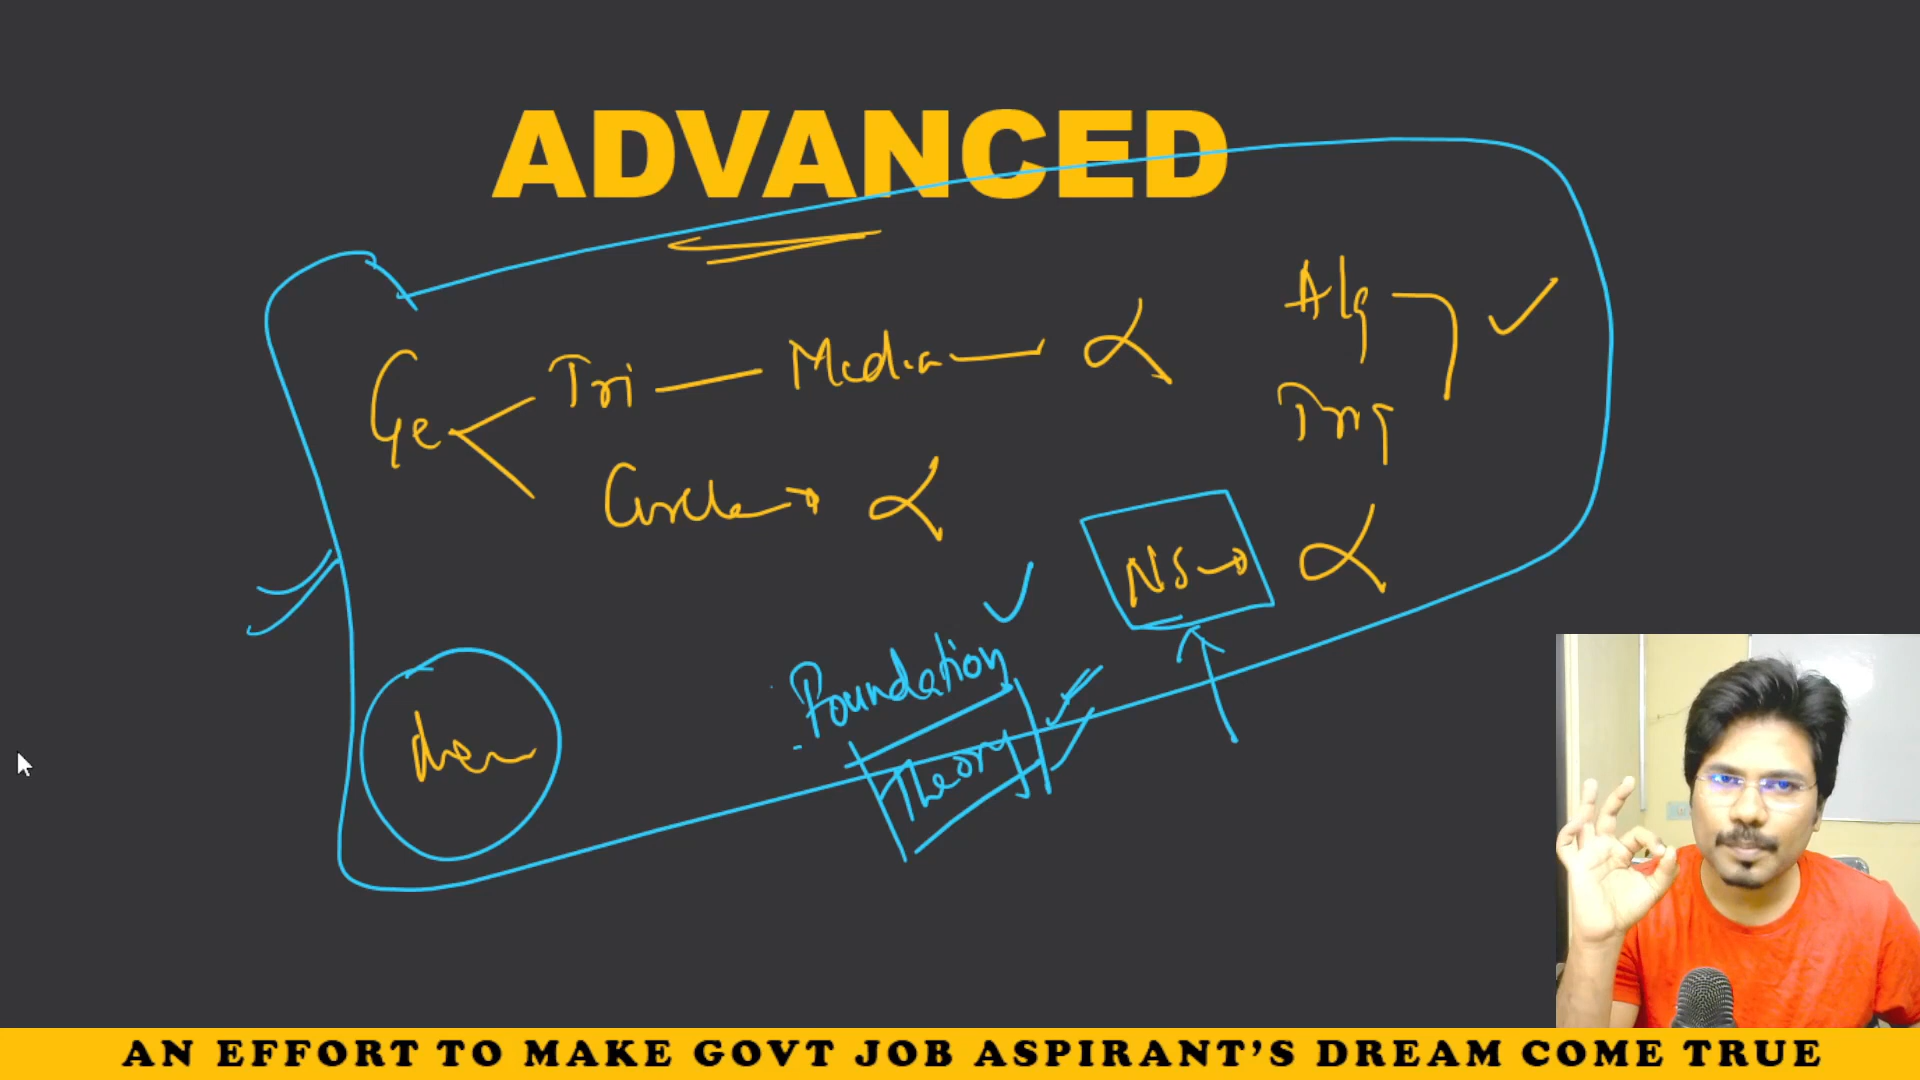 ADVANCED
Ge
Tri
Media
Circle
Alg
Trig
NS
Foundation
Theory
AN EFFORT TO MAKE GOVT JOB ASPIRANT'S DREAM COME TRUE